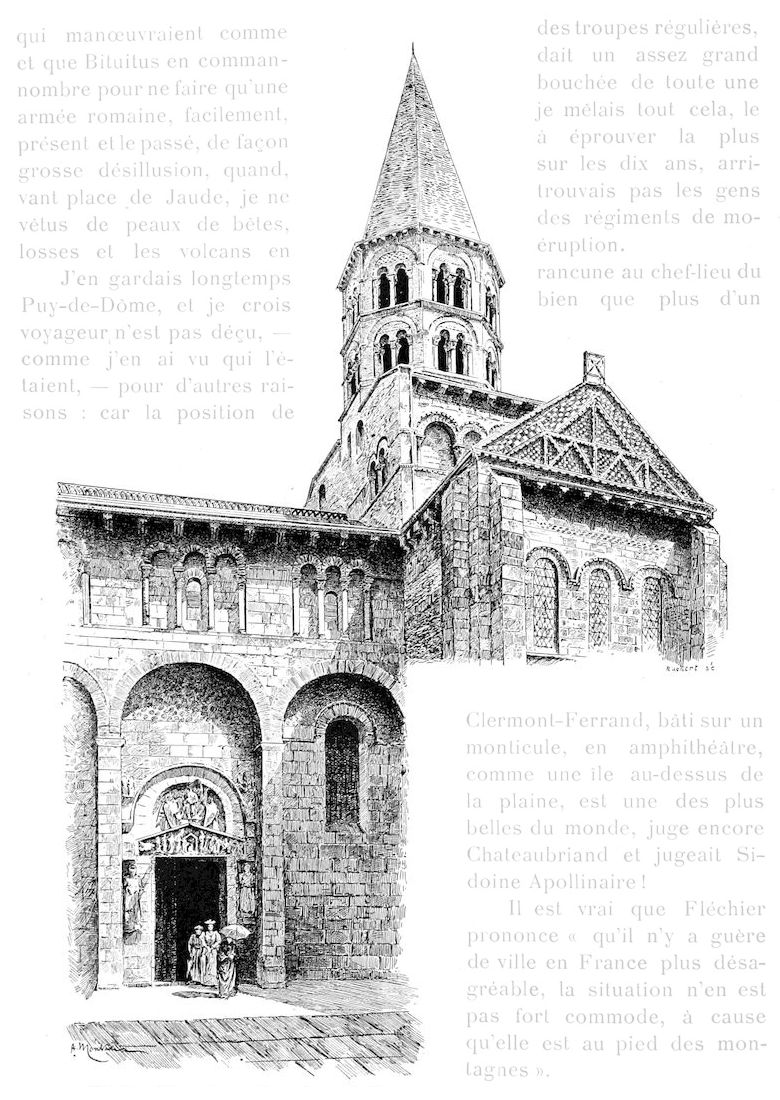 qui manœuvraient comme des troupes régulières,
et que Bituitus en comman- dait un assez grand
nombre pour ne faire qu'une bouchée de toute une
armée romaine, facilement, je mêlais tout cela, le
présent et le passé, de façon à éprouver la plus
grosse désillusion, quand, sur les dix ans, arri-
vant place de Jaude, je ne trouvais pas les gens
vêtus de peaux de bêtes, des régiments de mo-
losses et les volcans en éruption.
J'en gardais longtemps rancune au chef-lieu du
Puy-de-Dôme, et je crois bien que plus d'un
voyageur n'est pas déçu, —
comme j'en ai vu qui l'é-
taient, — pour d'autres rai-
sons : car la position de
Ruckert sc
Clermont-Ferrand, bâti sur un
monticule, en amphithéâtre,
comme une île au-dessus de
la plaine, est une des plus
belles du monde, juge encore
Chateaubriand et jugeait Si-
doine Apollinaire !
Il est vrai que Fléchier
prononce « qu'il n'y a guère
de ville en France plus désa-
gréable, la situation n'en est
pas fort commode, à cause
qu'elle est au pied des mon-
tagnes ».